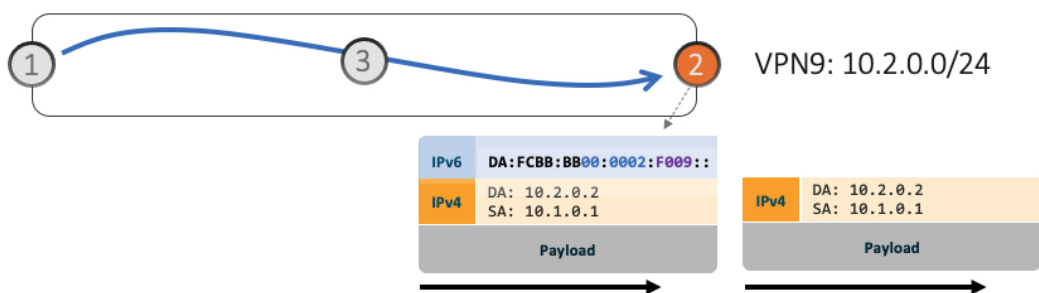 1
3
2
VPN9: 10.2.0.0/24
IPv6 DA:FCBB:BB00:0002:F009::
IPv4 DA: 10.2.0.2
SA: 10.1.0.1
Payload
IPv4 DA: 10.2.0.2
SA: 10.1.0.1
Payload